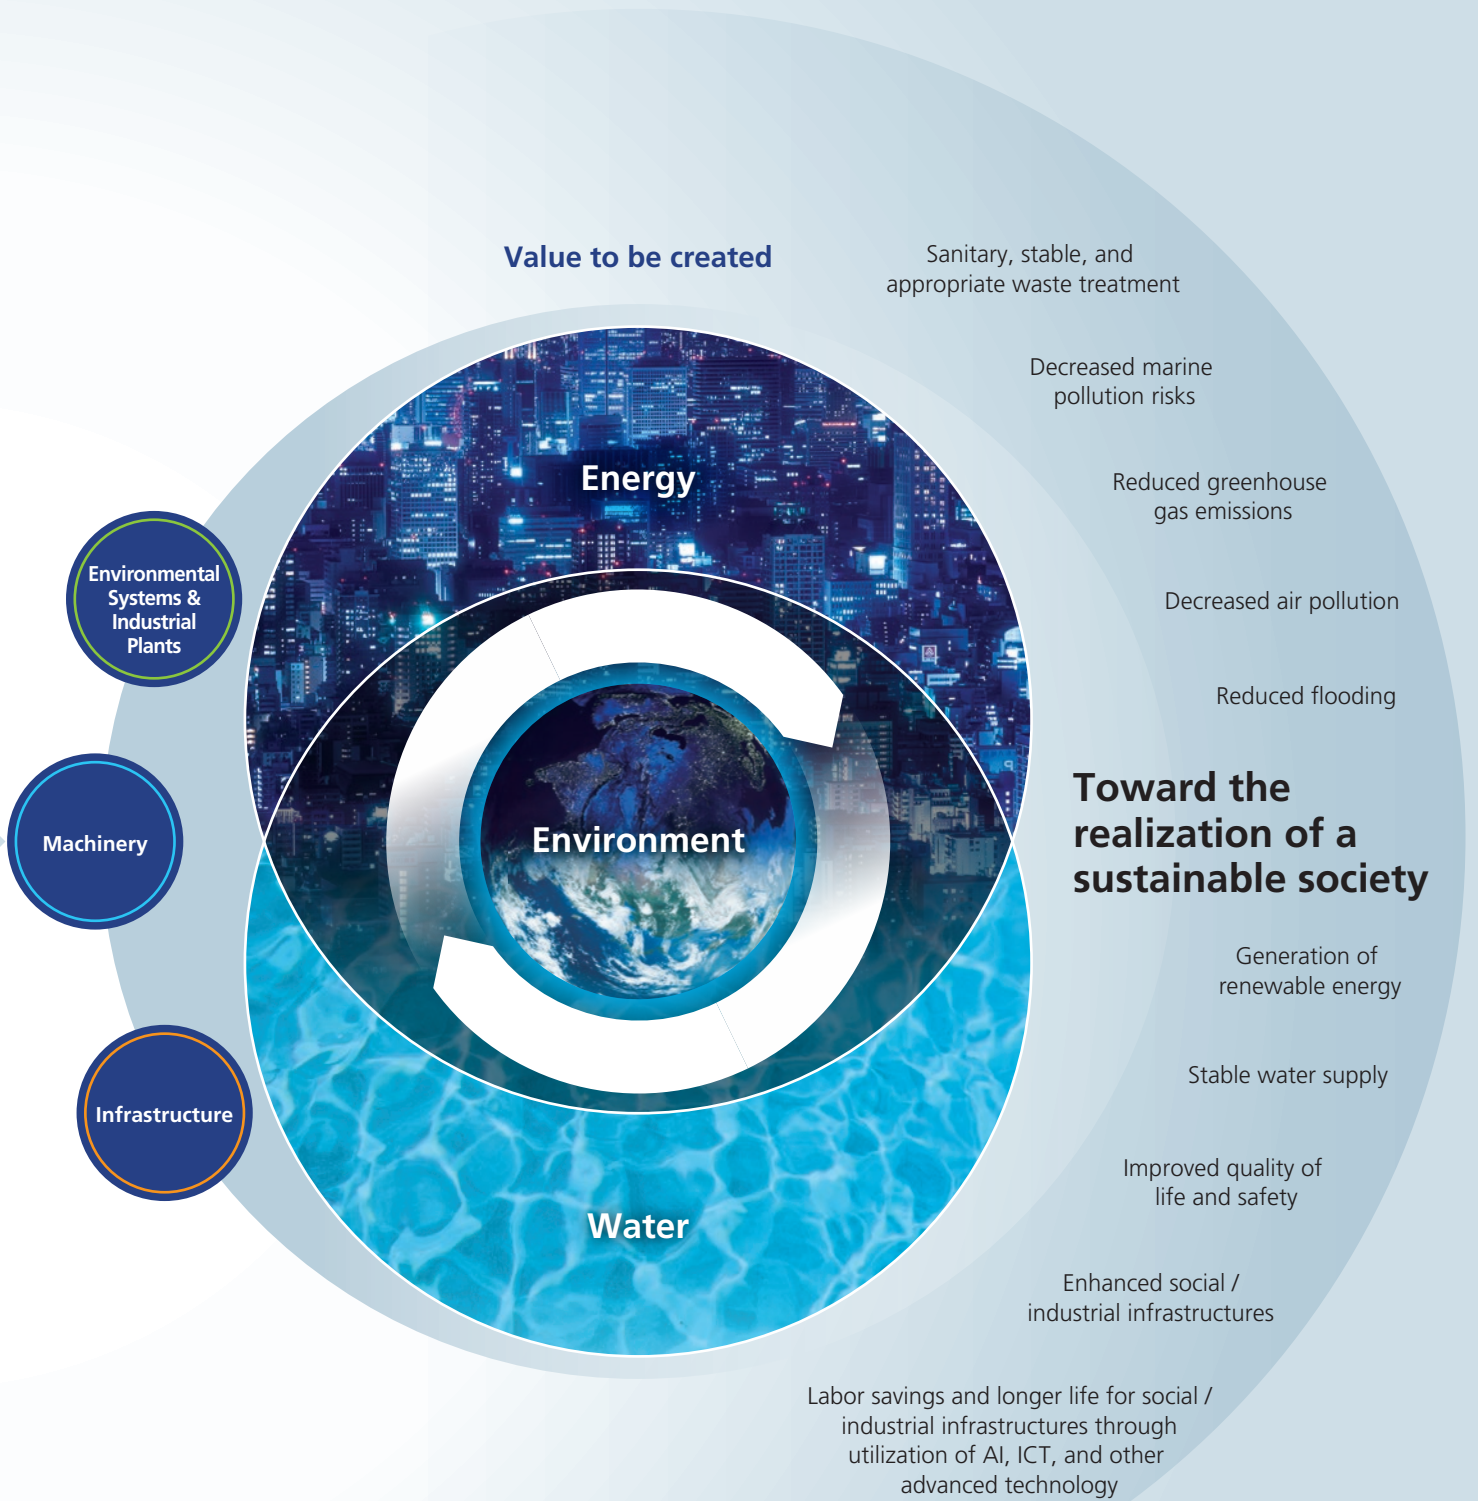 Value to be created
Sanitary, stable, and
appropriate waste treatment
Decreased marine
pollution risks
Energy
Reduced greenhouse
gas emissions
Environmental
Systems &
Industrial
Plants
Decreased air pollution
Reduced flooding
Toward the
realization of a
sustainable society
Machinery
Environment
Generation of
renewable energy
Stable water supply
Infrastructure
Improved quality of
life and safety
Water
Enhanced social /
industrial infrastructures
Labor savings and longer life for social /
industrial infrastructures through
utilization of AI, ICT, and other
advanced technology